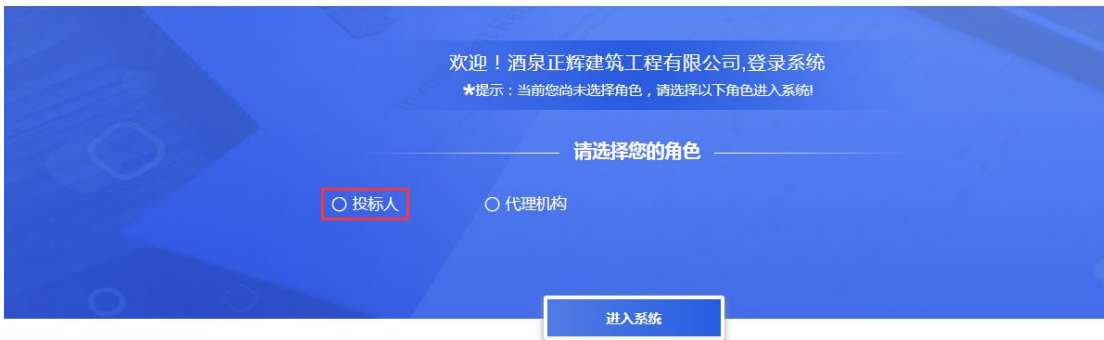 欢迎！酒泉正辉建筑工程有限公司,登录系统
*提示：当前您尚未选择角色，请选择以下角色进入系统!
请选择您的角色
投标人 代理机构
进入系统